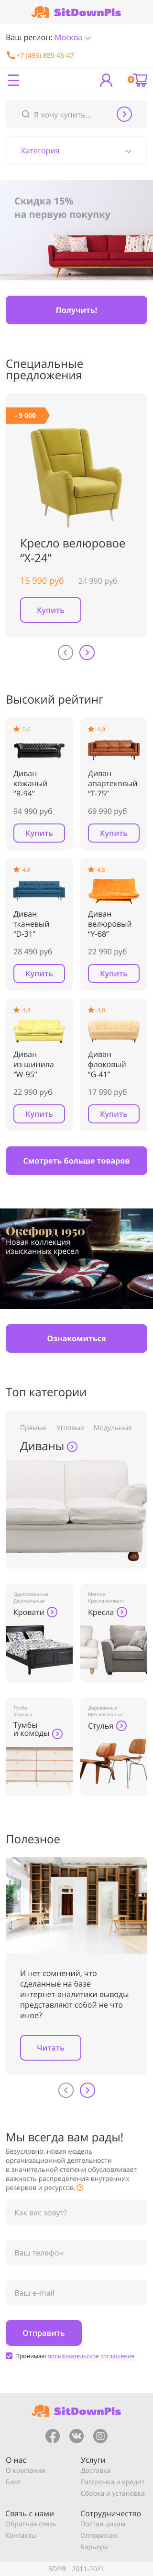 SitDownPls
Ваш регион: Москва
+7 (495) 885-45-47
0
Я хочу купить...
Категория
Скидка 15%
на первую покупку
Получить!
Специальные
предложения
- 9 000
Кресло велюровое
“X-24”
15 990 руб 24 990 руб
Купить
Высокий рейтинг
5,0
Диван
кожаный
“R-94”
94 990 руб
Купить
4,9
Диван
апартековый
“T-75”
69 990 руб
Купить
4,8
Диван
тканевый
“D-31”
28 490 руб
Купить
4,8
Диван
велюровый
“Y-68”
22 990 руб
Купить
4,8
Диван
из шинила
“W-95”
22 990 руб
Купить
4,8
Диван
флоковый
“G-41”
17 990 руб
Купить
Смотреть больше товаров
Оксфорд 1950
Новая коллекция
изысканных кресел
Ознакомиться
Топ категории
Прямые Угловые Модульные
Диваны
Односпальные
Двуспальные
Кровати
Мягкие
Кресла-кровати
Кресла
Тумбы
Комоды
Тумбы
и комоды
Деревянные
Стулья
Полезное
И нет сомнений, что
сделанные на базе
интернет-аналитики выводы
представляют собой не что
иное?
Читать
Мы всегда вам рады!
Безусловно, новая модель
организационной деятельности
в значительной степени обусловливает
важность распределения внутренних
резервов и ресурсов.
Как вас зовут?
Ваш телефон
Ваш e-mail
Отправить
Принимаю пользовательское соглашение
SitDownPls
О нас
О компании
Блог
Услуги
Доставка
Рассрочка и кредит
Сборка и установка
Связь с нами
Обратная связь
Контакты
Сотрудничество
Поставщикам
Оптовикам
Карьера
SDP® 2011-2021